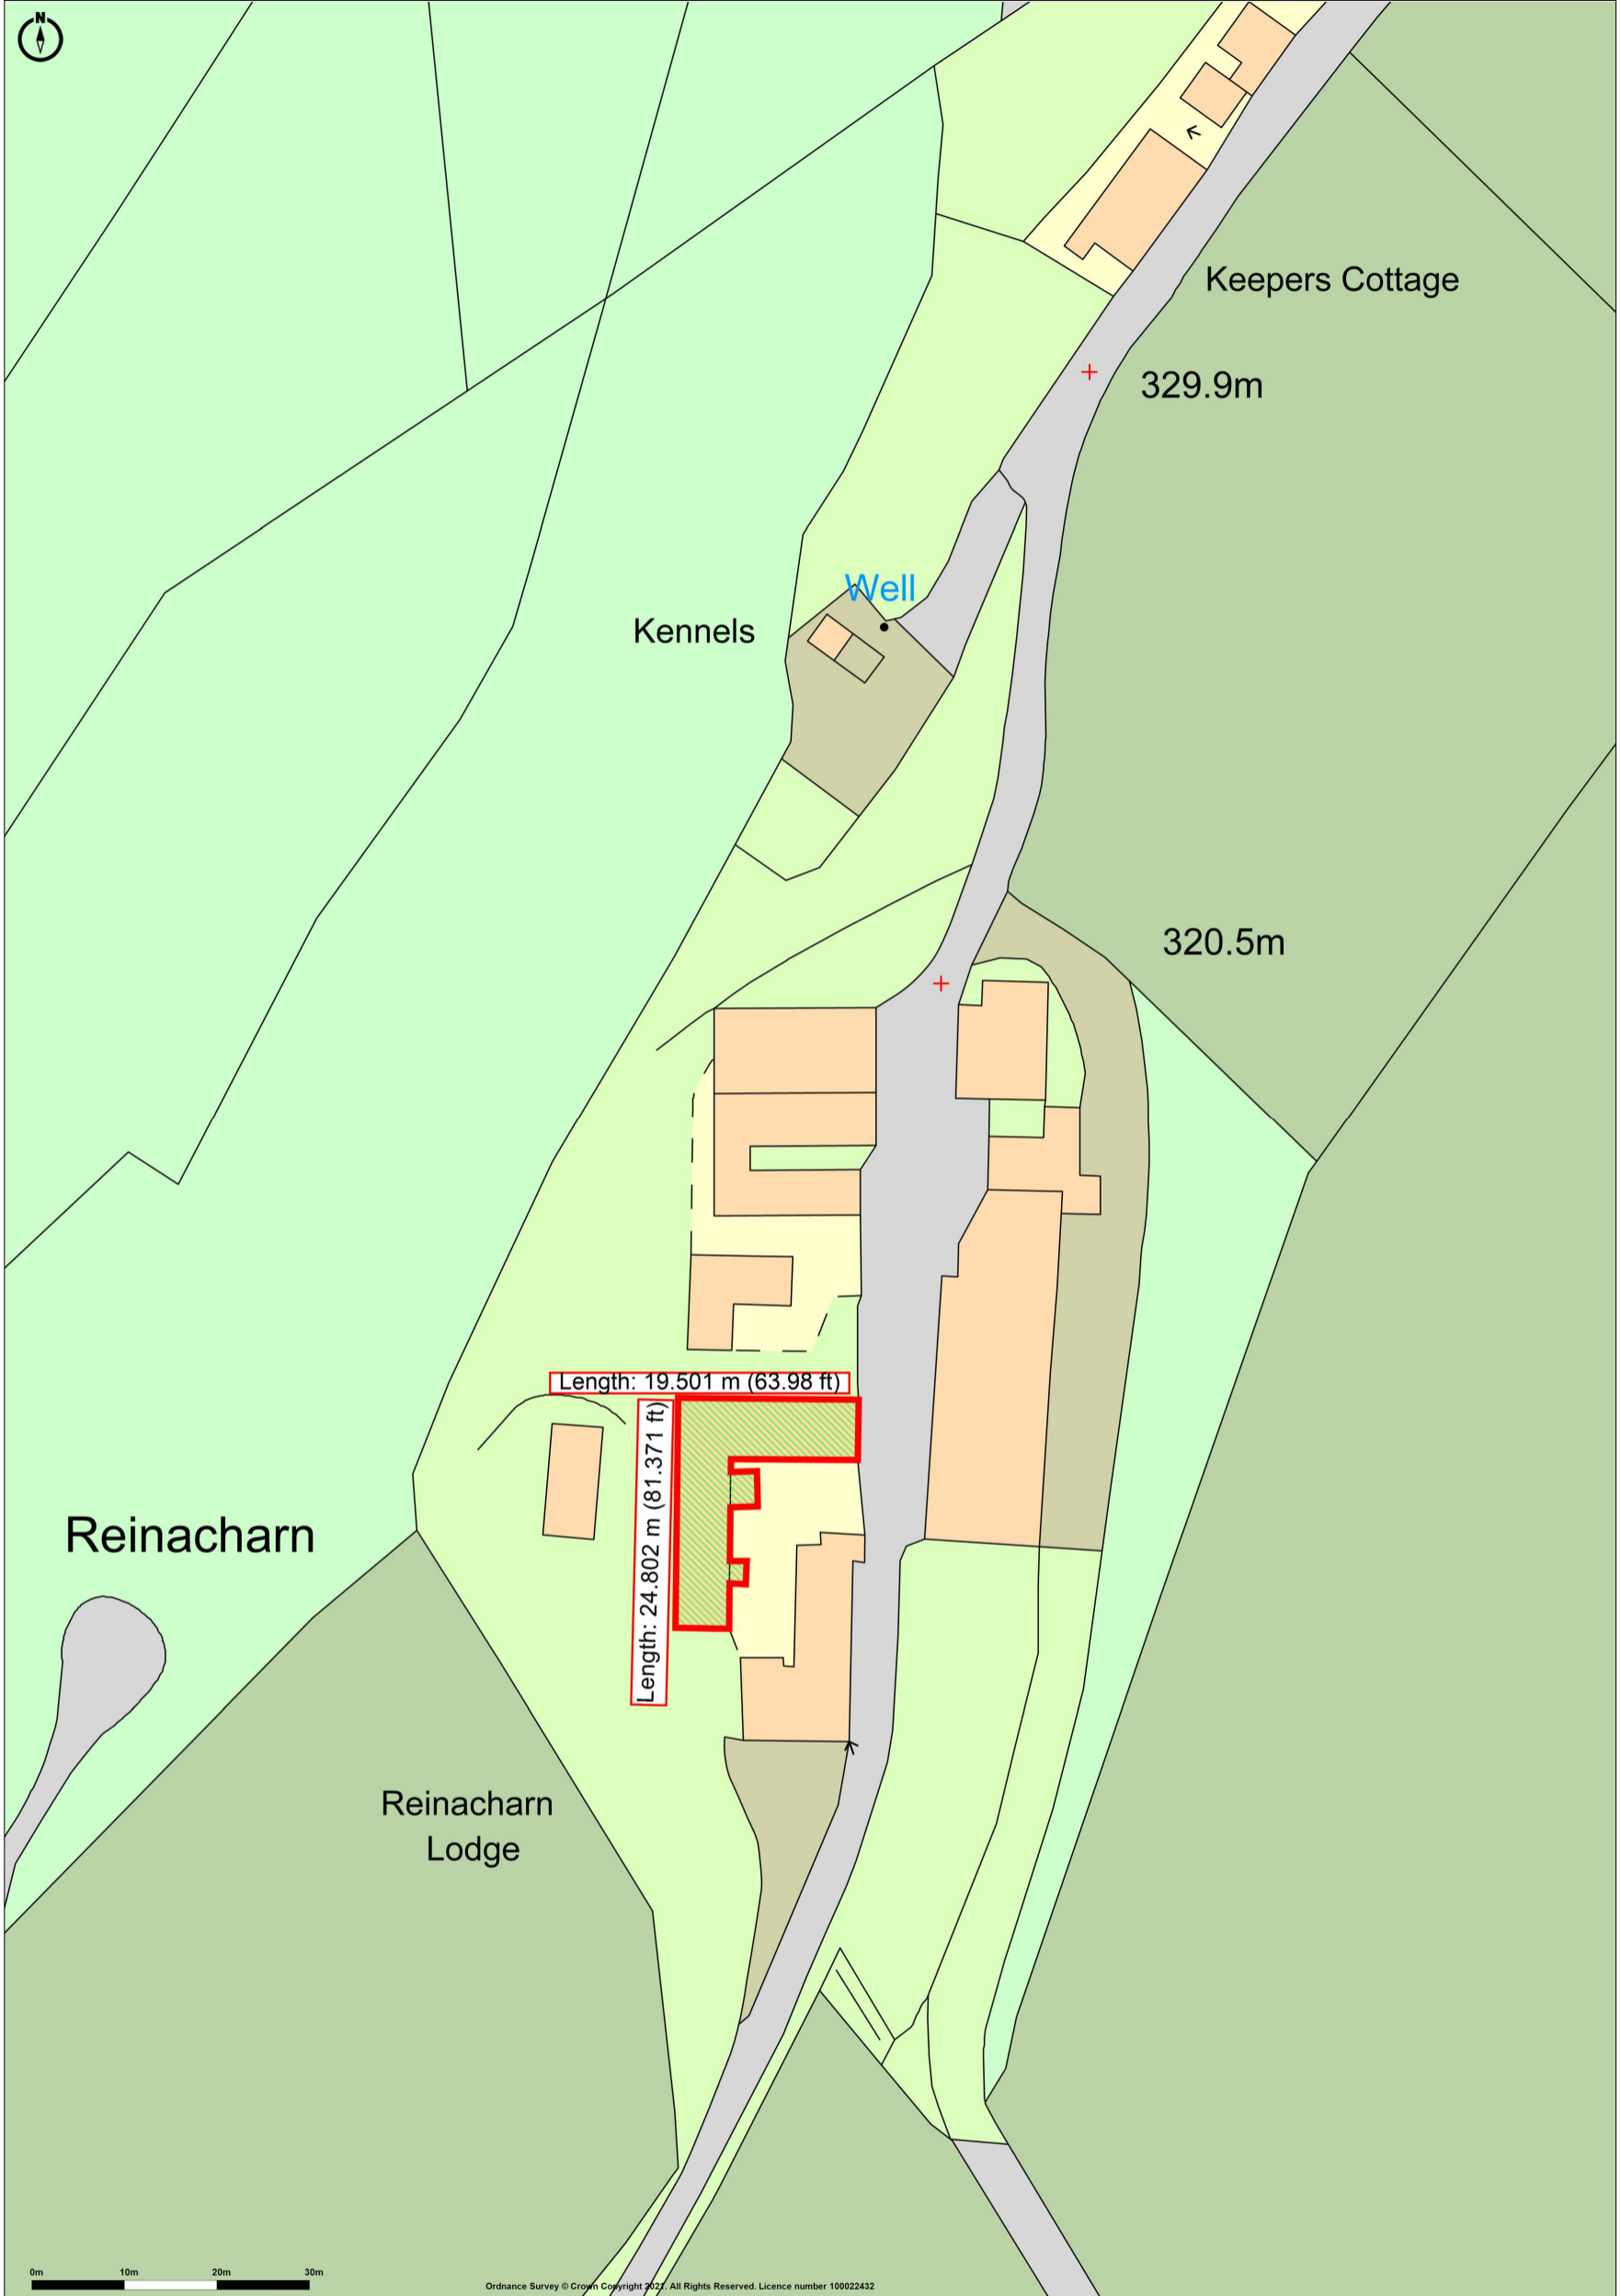 N
Keepers Cottage
329.9m
Well
Kennels
320.5m
Length: 19.501 m (63.98 ft)
Length: 24.802 m (81.371 ft)
Reinacharn
Reinacharn
Lodge
0m 10m 20m 30m
Ordnance Survey © Crown Copyright 2021. All Rights Reserved. Licence number 100022432